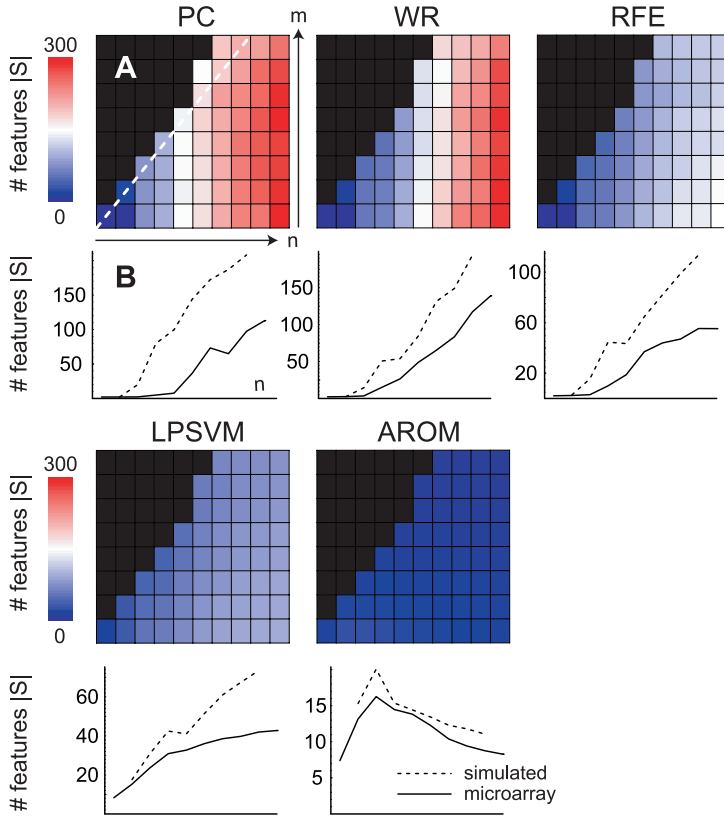 PC
m
WR
RFE
300
A
# features |S|
0
n
B
# features |S|
150
100
50
n
150
100
50
100
60
20
LPSVM
AROM
300
# features |S|
0
# features |S|
60
40
20
15
10
5
simulated
microarray